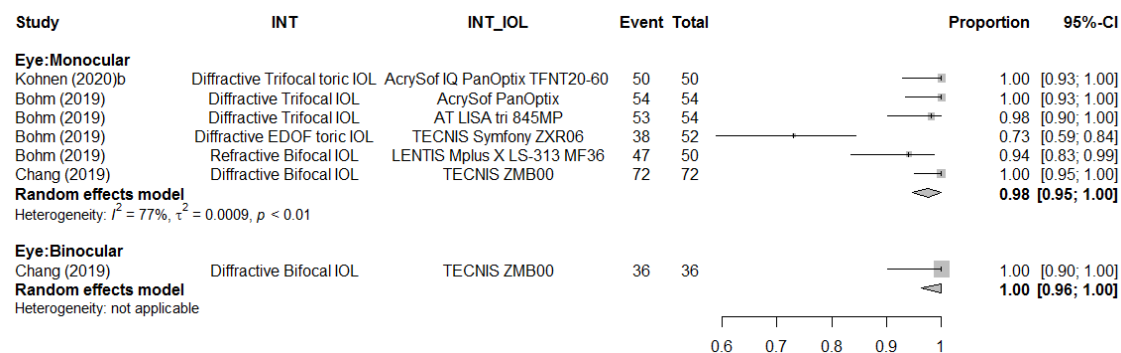 Study INT INT_IOL Event Total Proportion 95%-CI
Eye:Monocular
Kohnen (2020)b Diffractive Trifocal toric IOL AcrySof IQ PanOptix TFNT20-60 50 50 1.00 [0.93; 1.00]
Bohm (2019) Diffractive Trifocal IOL AcrySof PanOptix 54 54 1.00 [0.93; 1.00]
Bohm (2019) Diffractive Trifocal IOL AT LISA tri 845MP 53 54 0.98 [0.90; 1.00]
Bohm (2019) Diffractive EDOF toric IOL TECNIS Symfony ZXR06 38 52 0.73 [0.59; 0.84]
Bohm (2019) Refractive Bifocal IOL LENTIS Mplus X LS-313 MF36 47 50 0.94 [0.83; 0.99]
Chang (2019) Diffractive Bifocal IOL TECNIS ZMB00 72 72 1.00 [0.95; 1.00]
Random effects model 0.98 [0.95; 1.00]
Heterogeneity: I² = 77%, τ² = 0.0009, p < 0.01
Eye:Binocular
Chang (2019) Diffractive Bifocal IOL TECNIS ZMB00 36 36 1.00 [0.90; 1.00]
Random effects model 1.00 [0.96; 1.00]
Heterogeneity: not applicable
0.6 0.7 0.8 0.9 1